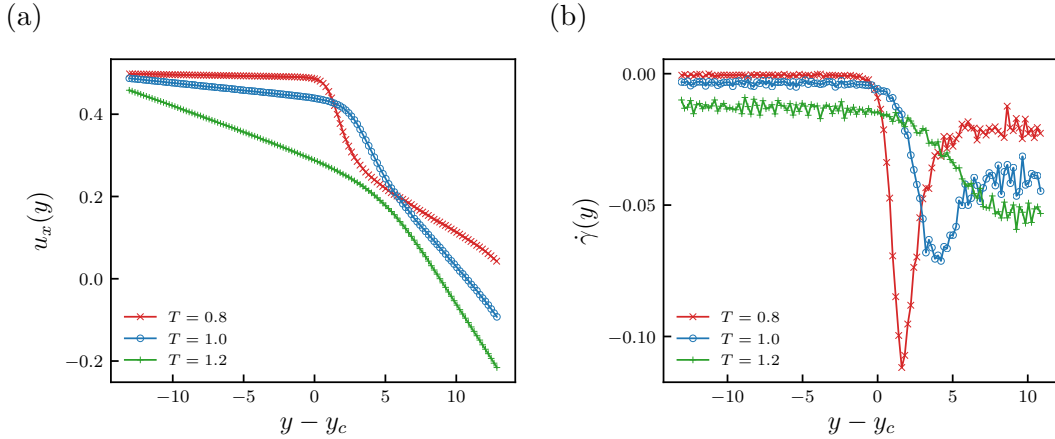 (a)
u_x(y)
0.4
0.2
0.0
−0.2
T = 0.8
T = 1.0
T = 1.2
−10 −5 0 5 10
y − y_c
(b)
γ̇(y)
0.00
−0.05
−0.10
T = 0.8
T = 1.0
T = 1.2
−10 −5 0 5 10
y − y_c